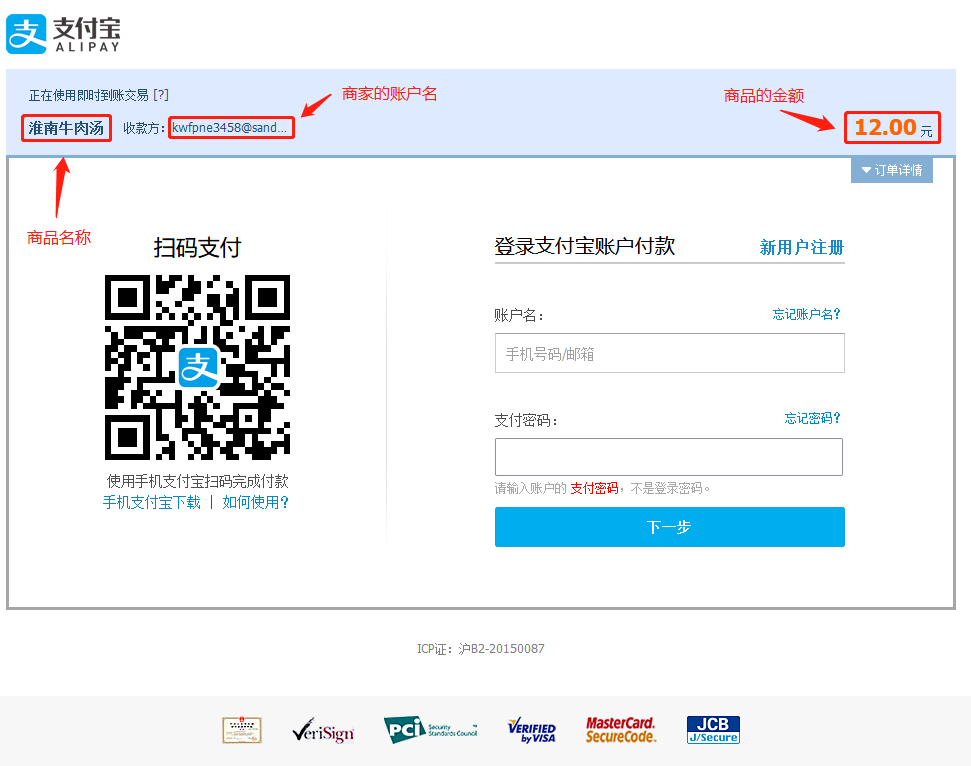 支付宝
ALIPAY
正在使用即时到账交易 [?]
商家的账户名
商品的金额
淮南牛肉汤 收款方: kwfpne3458@sand...
12.00 元
订单详情
商品名称
扫码支付
登录支付宝账户付款 新用户注册
账户名: 忘记账户名?
手机号码/邮箱
支付密码: 忘记密码?
请输入账户的 支付密码, 不是登录密码。
下一步
使用手机支付宝扫码完成付款
手机支付宝下载 | 如何使用?
ICP证: 沪B2-20150087
VeriSign
PCI Security Standards Council
VERIFIED by VISA
MasterCard. SecureCode.
JCB
J/Secure